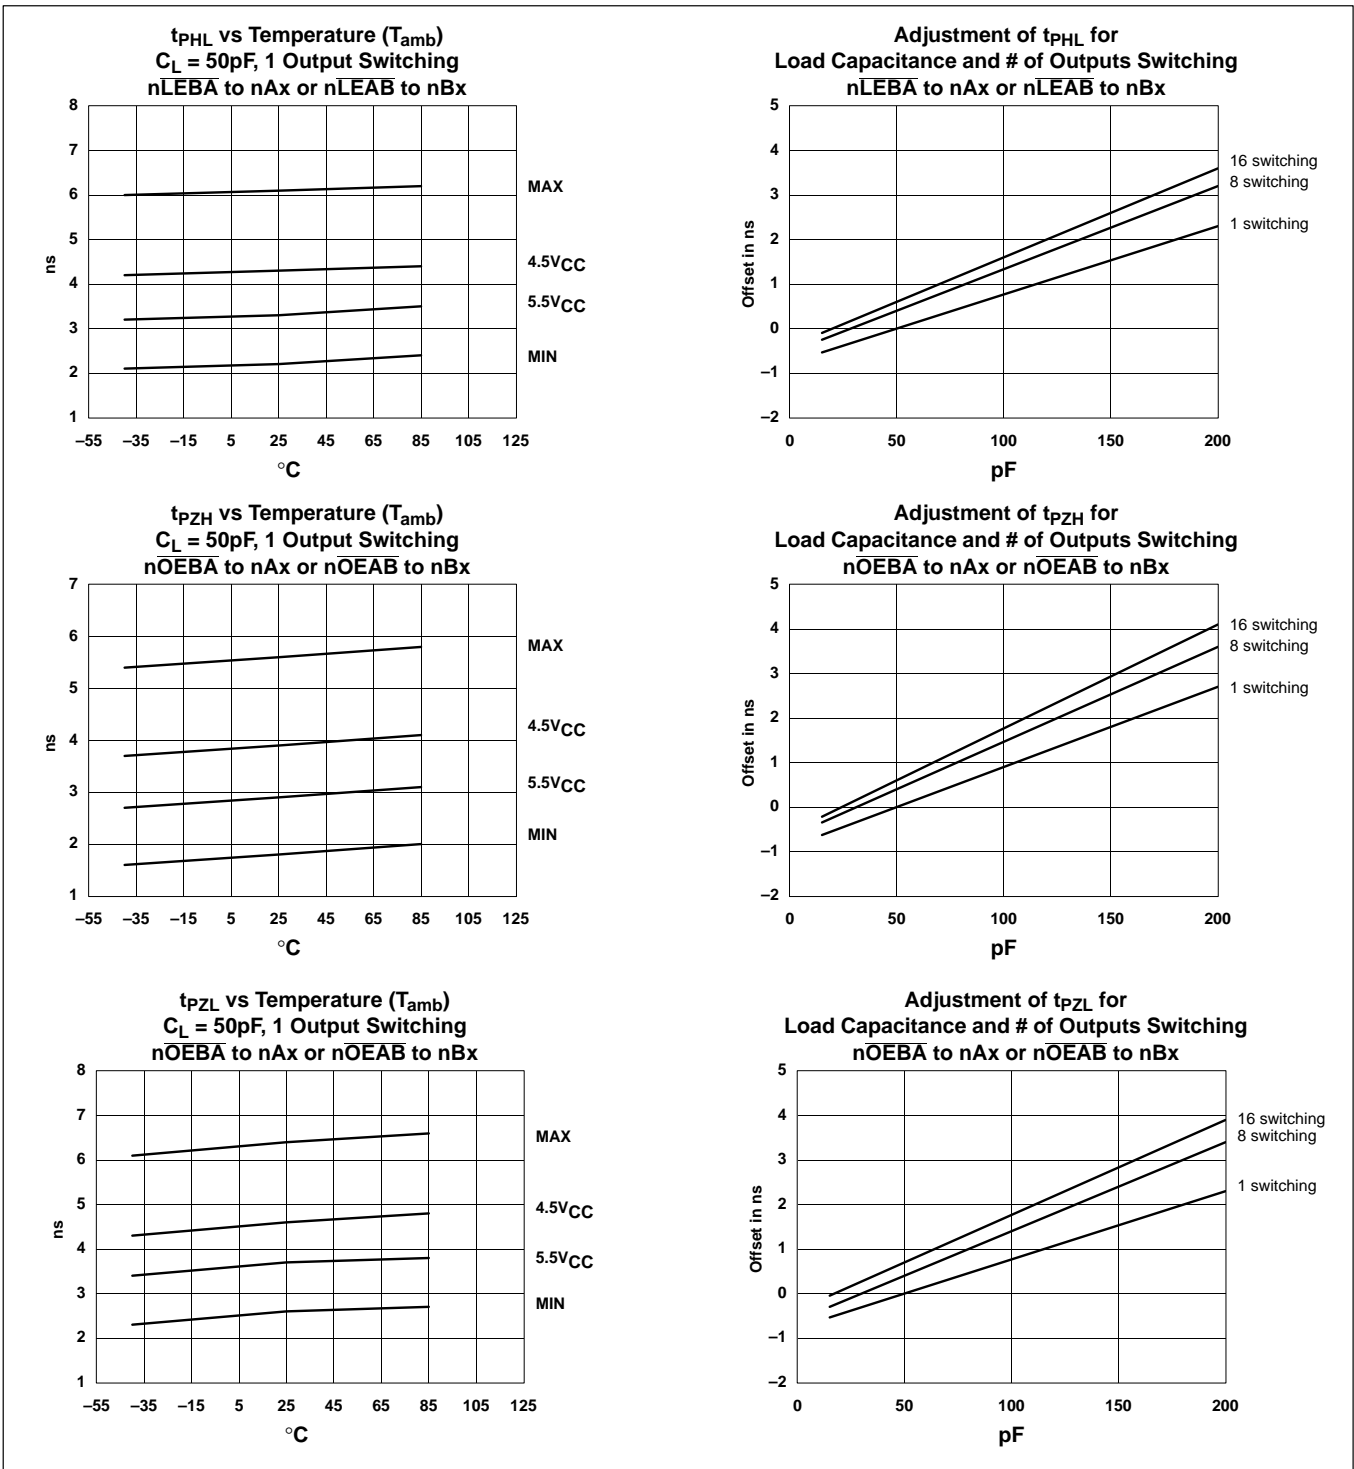 tPHL vs Temperature (Tamb)
CL = 50pF, 1 Output Switching
nLEBA to nAx or nLEAB to nBx
8
7
6
5
4
3
2
1
ns
MAX
4.5VCC
5.5VCC
MIN
–55 –35 –15 5 25 45 65 85 105 125
°C
Adjustment of tPHL for
Load Capacitance and # of Outputs Switching
nLEBA to nAx or nLEAB to nBx
5
4
3
2
1
0
–1
–2
Offset in ns
16 switching
8 switching
1 switching
0 50 100 150 200
pF
tPZH vs Temperature (Tamb)
CL = 50pF, 1 Output Switching
nOEBA to nAx or nOEAB to nBx
7
6
5
4
3
2
1
ns
MAX
4.5VCC
5.5VCC
MIN
–55 –35 –15 5 25 45 65 85 105 125
°C
Adjustment of tPZH for
Load Capacitance and # of Outputs Switching
nOEBA to nAx or nOEAB to nBx
5
4
3
2
1
0
–1
–2
Offset in ns
16 switching
8 switching
1 switching
0 50 100 150 200
pF
tPZL vs Temperature (Tamb)
CL = 50pF, 1 Output Switching
nOEBA to nAx or nOEAB to nBx
8
7
6
5
4
3
2
1
ns
MAX
4.5VCC
5.5VCC
MIN
–55 –35 –15 5 25 45 65 85 105 125
°C
Adjustment of tPZL for
Load Capacitance and # of Outputs Switching
nOEBA to nAx or nOEAB to nBx
5
4
3
2
1
0
–1
–2
Offset in ns
16 switching
8 switching
1 switching
0 50 100 150 200
pF